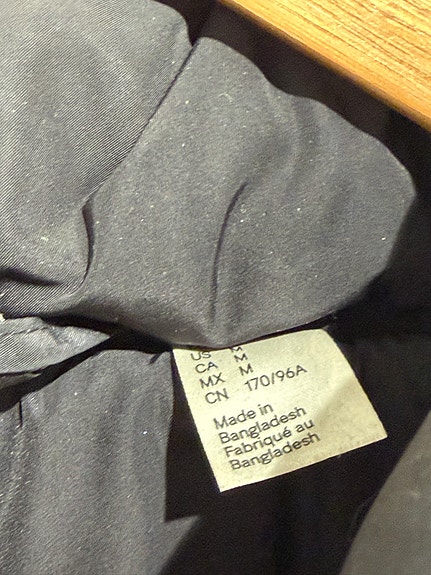 US M
CA M
MX M
CN 170/96A
Made in
Bangladesh
Fabriqué au
Bangladesh